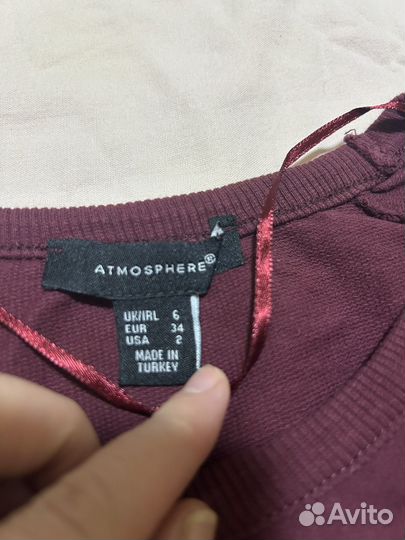 ATMOSPHERE®
UK/IRL 6
EUR 34
USA 2
MADE IN
TURKEY
Avito